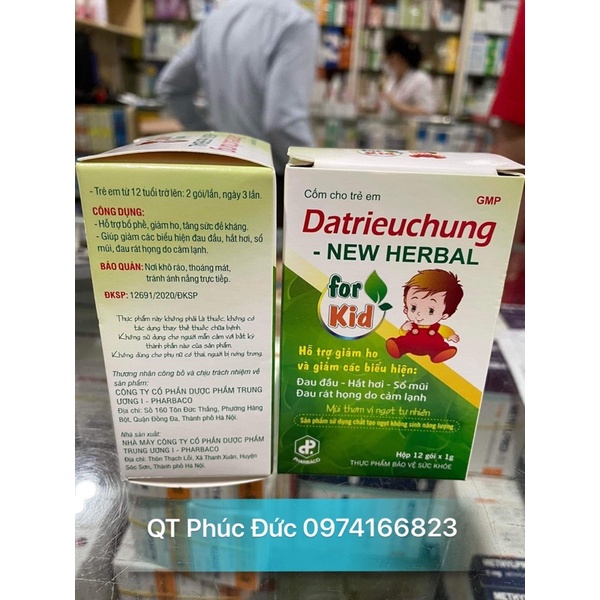 - Trẻ em từ 12 tuổi trở lên: 2 gói/lần, ngày 3 lần.
CÔNG DỤNG:
- Hỗ trợ bổ phế, giảm ho, tăng sức đề kháng.
- Giúp giảm các biểu hiện đau đầu, hắt hơi, sổ
mũi, đau rát họng do cảm lạnh.
BẢO QUẢN: Nơi khô ráo, thoáng mát,
tránh ánh nắng trực tiếp.
ĐKSP: 12691/2020/ĐKSP
Thực phẩm này không phải là thuốc, không có
tác dụng thay thế thuốc chữa bệnh.
Không sử dụng cho người mẫn cảm với bất kỳ
thành phần nào của sản phẩm.
Không dùng cho phụ nữ có thai, người bị rụng trứng.
Thương nhân công bố và chịu trách nhiệm về
sản phẩm:
CÔNG TY CỔ PHẦN DƯỢC PHẨM TRUNG
ƯƠNG I - PHARBACO
Địa chỉ: Số 160 Tôn Đức Thắng, Phường Hàng
Bột, Quận Đống Đa, Thành phố Hà Nội.
Nhà sản xuất:
NHÀ MÁY CÔNG TY CỔ PHẦN DƯỢC PHẨM
TRUNG ƯƠNG I - PHARBACO
Địa chỉ: Thôn Thạch Lỗi, Xã Thanh Xuân, Huyện
Sóc Sơn, Thành phố Hà Nội.
Cốm cho trẻ em
GMP
Datrieuchung
- NEW HERBAL
for
Kid
Hỗ trợ giảm ho
và giảm các biểu hiện:
Đau đầu - Hắt hơi - Sổ mũi
Đau rát họng do cảm lạnh
Mùi thơm vị ngọt tự nhiên
Sản phẩm sử dụng chất tạo ngọt không sinh năng lượng
PHARBACO
Hộp 12 gói x 1g
THỰC PHẨM BẢO VỆ SỨC KHỎE
QT Phúc Đức 0974166823